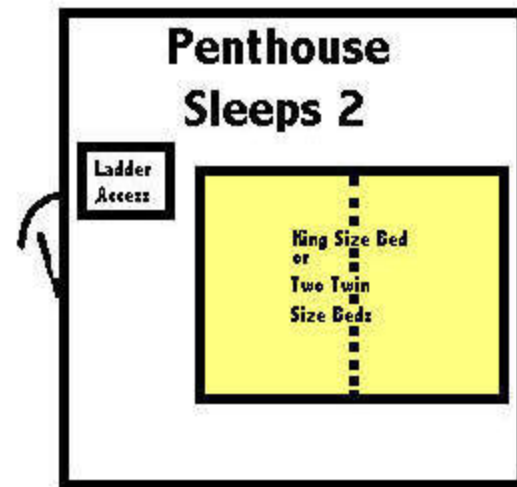 Penthouse
Sleeps 2
Ladder
Access
King Size Bed
or
Two Twin
Size Beds